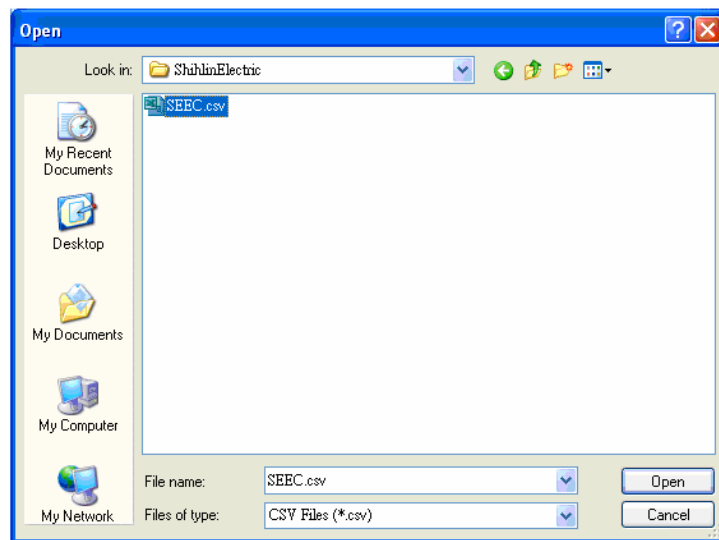 Open
Look in: ShihlinElectric
SEEC.csv
My Recent
Documents
Desktop
My Documents
My Computer
My Network
File name: SEEC.csv Open
Files of type: CSV Files (*.csv) Cancel